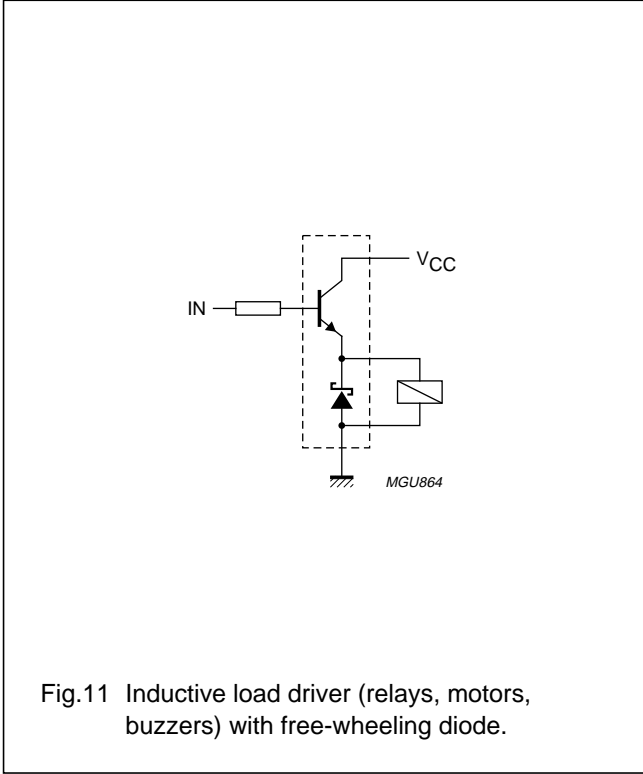 VCC
IN
MGU864
Fig.11 Inductive load driver (relays, motors,
buzzers) with free-wheeling diode.